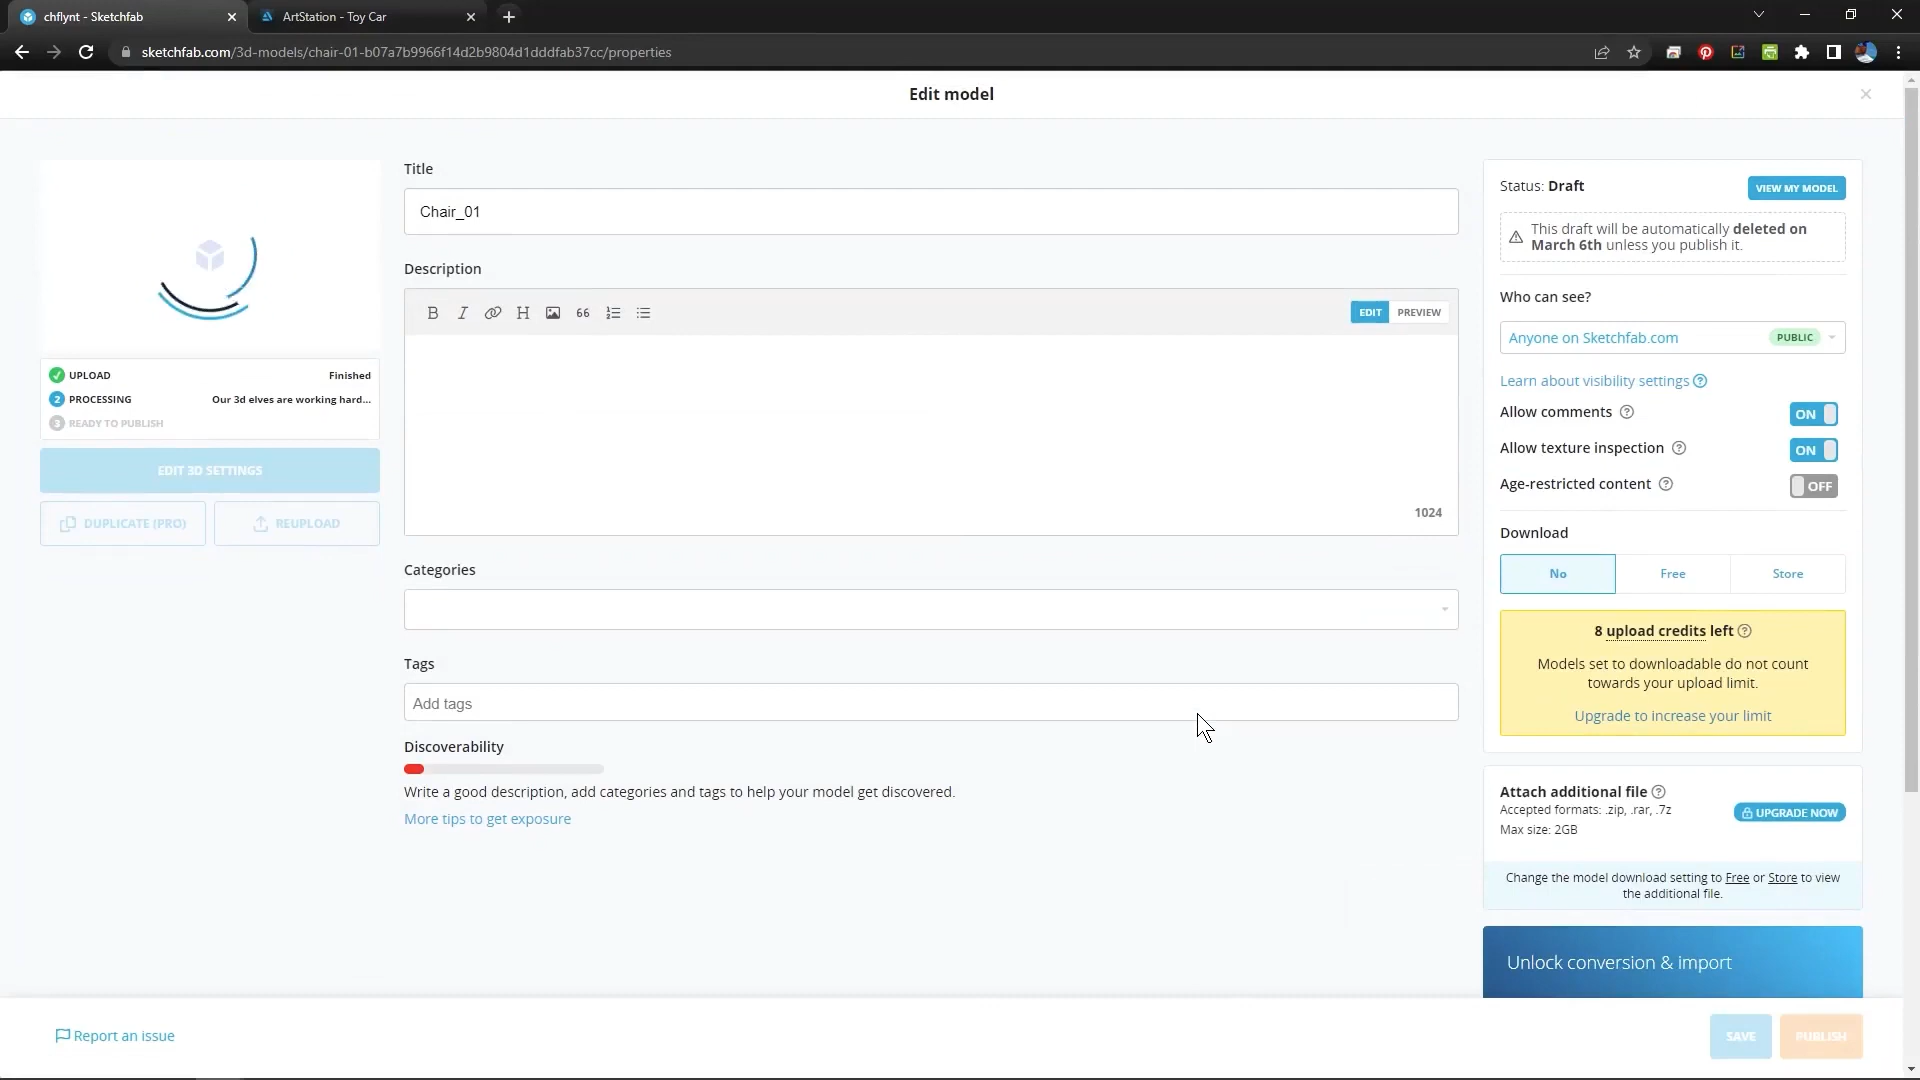 chflynt - Sketchfab
ArtStation - Toy Car
sketchfab.com/3d-models/chair-01-b07a7b9966f14d2b9804d1dddfab37cc/properties
Edit model
UPLOAD Finished
2 PROCESSING Our 3d elves are working hard...
3 READY TO PUBLISH
EDIT 3D SETTINGS
DUPLICATE (PRO) REUPLOAD
Title
Chair_01
Description
B I H 66 EDIT PREVIEW
1024
Categories
Tags
Add tags
Discoverability
Write a good description, add categories and tags to help your model get discovered.
More tips to get exposure
Status: Draft VIEW MY MODEL
This draft will be automatically deleted on
March 6th unless you publish it.
Who can see?
Anyone on Sketchfab.com PUBLIC
Learn about visibility settings ?
Allow comments ? ON
Allow texture inspection ? ON
Age-restricted content ? OFF
Download
No Free Store
8 upload credits left ?
Models set to downloadable do not count
towards your upload limit.
Upgrade to increase your limit
Attach additional file ?
Accepted formats: .zip, .rar, .7z
Max size: 2GB
UPGRADE NOW
Change the model download setting to Free or Store to view
the additional file.
Unlock conversion & import
Report an issue
SAVE PUBLISH